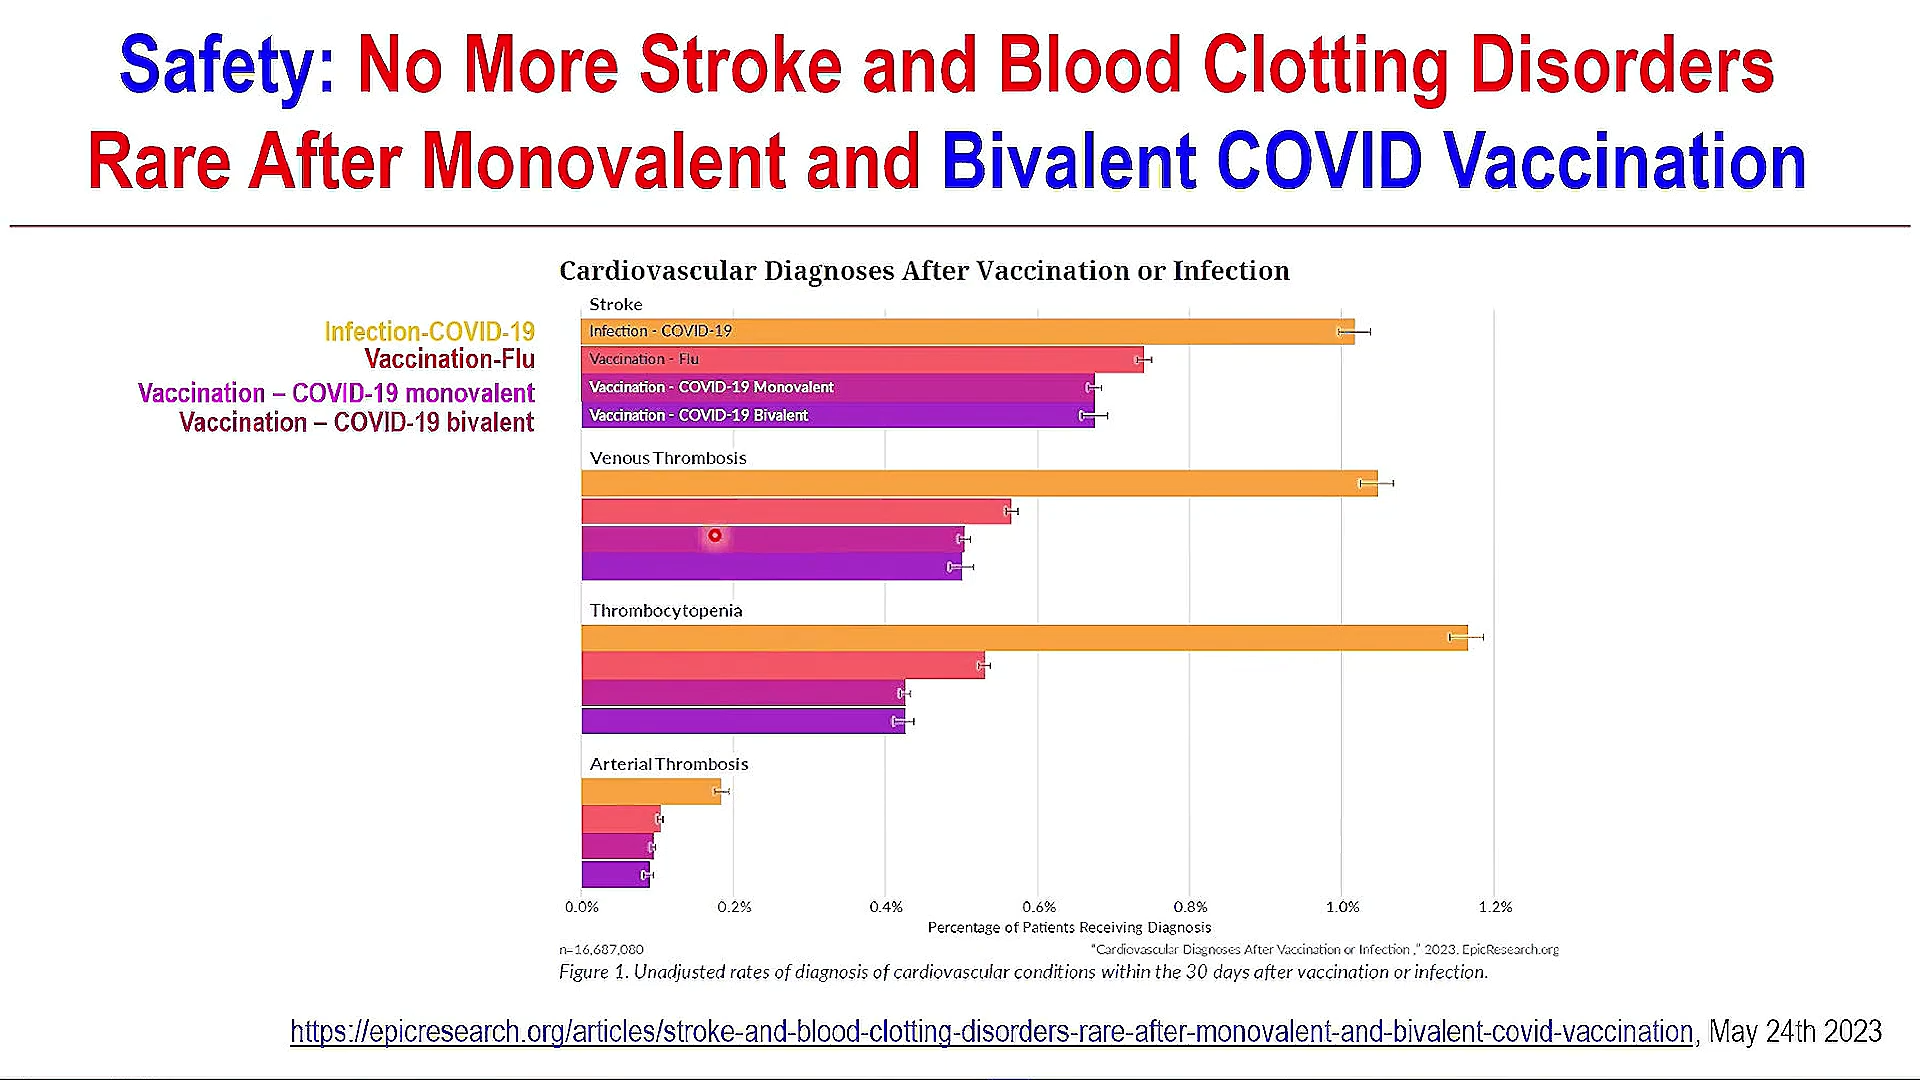 Safety: No More Stroke and Blood Clotting Disorders
Rare After Monovalent and Bivalent COVID Vaccination
Cardiovascular Diagnoses After Vaccination or Infection
Infection-COVID-19
Vaccination-Flu
Vaccination – COVID-19 monovalent
Vaccination – COVID-19 bivalent
Stroke
Infection - COVID-19
Vaccination - Flu
Vaccination - COVID-19 Monovalent
Vaccination - COVID-19 Bivalent
Venous Thrombosis
Thrombocytopenia
Arterial Thrombosis
0.0% 0.2% 0.4% 0.6% 0.8% 1.0% 1.2%
Percentage of Patients Receiving Diagnosis
n=16,687,080
"Cardiovascular Diagnoses After Vaccination or Infection ," 2023. EpicResearch.org
Figure 1. Unadjusted rates of diagnosis of cardiovascular conditions within the 30 days after vaccination or infection.
https://epicresearch.org/articles/stroke-and-blood-clotting-disorders-rare-after-monovalent-and-bivalent-covid-vaccination, May 24th 2023